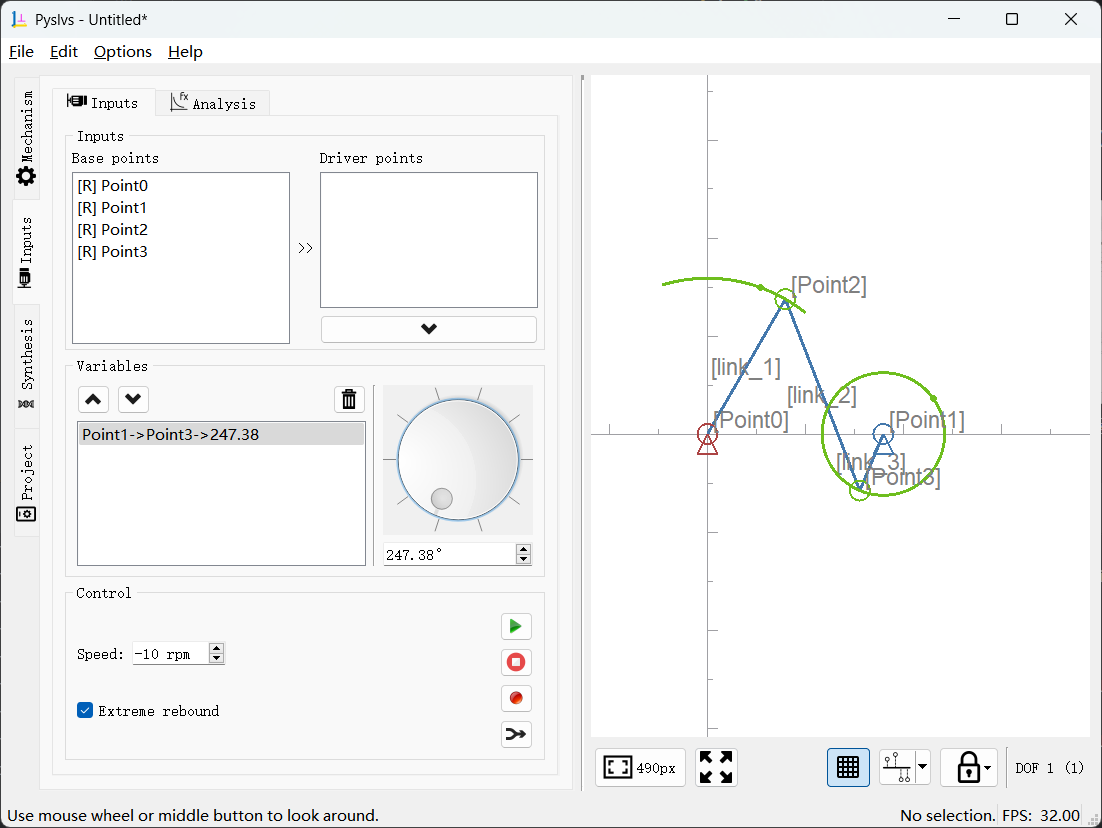 Pyslvs - Untitled*
File Edit Options Help
Mechanism
Inputs
Synthesis
Project
Inputs
fx Analysis
Inputs
Base points
Driver points
[R] Point0
[R] Point1
[R] Point2
[R] Point3
>>
Variables
Point1->Point3->247.38
247.38°
Control
Speed: -10 rpm
Extreme rebound
[Point2]
[link_1]
[link_2]
[Point0]
[Point1]
[link_3]
[Point3]
490px
DOF 1 (1)
Use mouse wheel or middle button to look around.
No selection. FPS: 32.00